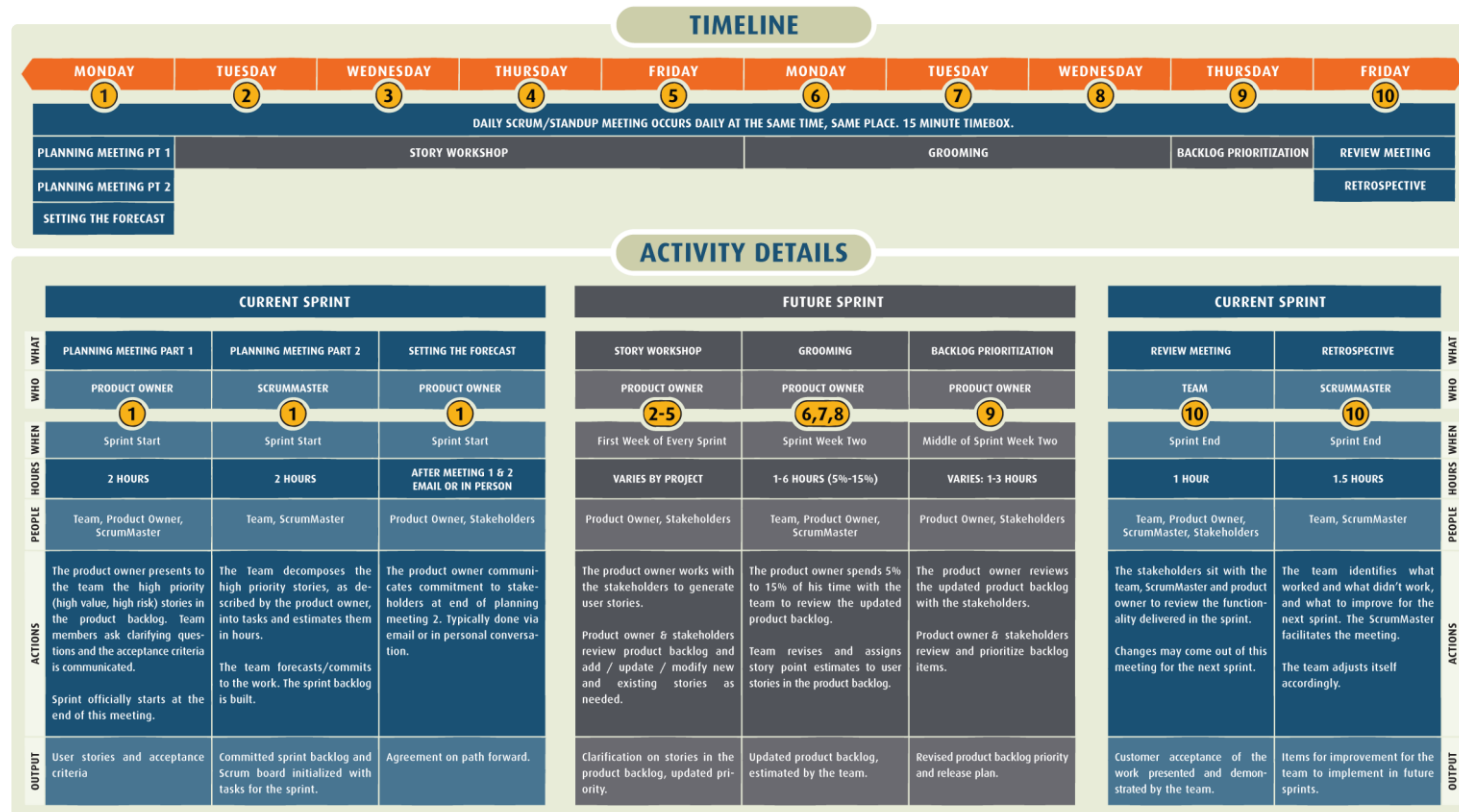 TIMELINE
MONDAY TUESDAY WEDNESDAY THURSDAY FRIDAY MONDAY TUESDAY WEDNESDAY THURSDAY FRIDAY
1 2 3 4 5 6 7 8 9 10
DAILY SCRUM/STANDUP MEETING OCCURS DAILY AT THE SAME TIME, SAME PLACE. 15 MINUTE TIMEBOX.
PLANNING MEETING PT 1 STORY WORKSHOP GROOMING BACKLOG PRIORITIZATION REVIEW MEETING
PLANNING MEETING PT 2 RETROSPECTIVE
SETTING THE FORECAST
ACTIVITY DETAILS
CURRENT SPRINT FUTURE SPRINT CURRENT SPRINT
WHAT PLANNING MEETING PART 1 PLANNING MEETING PART 2 SETTING THE FORECAST STORY WORKSHOP GROOMING BACKLOG PRIORITIZATION REVIEW MEETING RETROSPECTIVE WHAT
WHO PRODUCT OWNER SCRUMMASTER PRODUCT OWNER PRODUCT OWNER PRODUCT OWNER PRODUCT OWNER TEAM SCRUMMASTER WHO
1 1 1 2-5 6,7,8 9 10 10
WHEN Sprint Start Sprint Start Sprint Start First Week of Every Sprint Sprint Week Two Middle of Sprint Week Two Sprint End Sprint End WHEN
HOURS 2 HOURS 2 HOURS AFTER MEETING 1 & 2
EMAIL OR IN PERSON VARIES BY PROJECT 1-6 HOURS (5%-15%) VARIES: 1-3 HOURS 1 HOUR 1.5 HOURS HOURS
PEOPLE
Team, Product Owner,
ScrumMaster
Team, ScrumMaster
Product Owner, Stakeholders
Product Owner, Stakeholders
Team, Product Owner,
ScrumMaster
Product Owner, Stakeholders
Team, Product Owner,
ScrumMaster, Stakeholders
Team, ScrumMaster
PEOPLE
ACTIONS
The product owner presents to
the team the high priority
(high value, high risk) stories in
the product backlog. Team
members ask clarifying ques-
tions and the acceptance criteria
is communicated.
Sprint officially starts at the
end of this meeting.
The Team decomposes the
high priority stories, as de-
scribed by the product owner,
into tasks and estimates them
in hours.
The team forecasts/commits
to the work. The sprint backlog
is built.
The product owner communi-
cates commitment to stake-
holders at end of planning
meeting 2. Typically done via
email or in personal conversa-
tion.
The product owner works with
the stakeholders to generate
user stories.
Product owner & stakeholders
review product backlog and
add / update / modify new
and existing stories as
needed.
The product owner spends 5%
to 15% of his time with the
team to review the updated
product backlog.
Team revises and assigns
story point estimates to user
stories in the product backlog.
The product owner reviews
the updated product backlog
with the stakeholders.
Product owner & stakeholders
review and prioritize backlog
items.
The stakeholders sit with the
team, ScrumMaster and product
owner to review the function-
ality delivered in the sprint.
Changes may come out of this
meeting for the next sprint.
The team identifies what
worked and what didn't work,
and what to improve for the
next sprint. The ScrumMaster
facilitates the meeting.
The team adjusts itself
accordingly.
ACTIONS
OUTPUT
User stories and acceptance
criteria
Committed sprint backlog and
Scrum board initialized with
tasks for the sprint.
Agreement on path forward.
Clarification on stories in the
product backlog, updated pri-
ority.
Updated product backlog,
estimated by the team.
Revised product backlog priority
and release plan.
Customer acceptance of the
work presented and demon-
strated by the team.
Items for improvement for the
team to implement in future
sprints.
OUTPUT